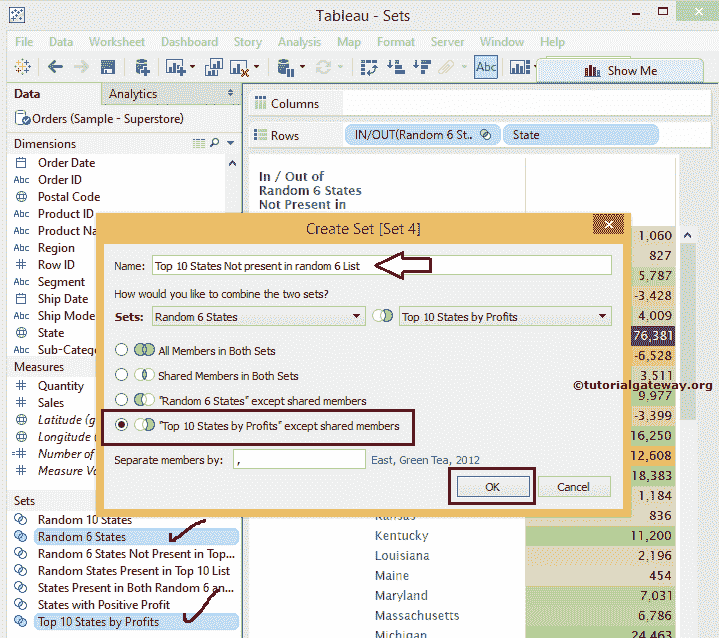 Tableau - Sets
File Data Worksheet Dashboard Story Analysis Map Format Server Window Help
Abc Show Me
Data Analytics
Orders (Sample - Superstore)
Dimensions
Order Date
Abc Order ID
Postal Code
Abc Product ID
Abc Product Na
Abc Region
# Row ID
Abc Segment
Ship Date
Abc Ship Mode
State
Abc Sub-Catego
Measures
# Quantity
# Sales
Latitude (g
Longitude (
Number of
# Measure Va
Sets
Random 10 States
Random 6 States
Random 6 States Not Present in Top...
Random States Present in Top 10 List
States Present in Both Random 6 an...
States with Positive Profit
Top 10 States by Profits
Columns
Rows IN/OUT(Random 6 St.. State
In / Out of
Random 6 States
Not Present in
Create Set [Set 4]
Name: Top 10 States Not present in random 6 List
How would you like to combine the two sets?
Sets: Random 6 States Top 10 States by Profits
All Members in Both Sets
Shared Members in Both Sets
"Random 6 States" except shared members
"Top 10 States by Profits" except shared members
Separate members by: , East, Green Tea, 2012
OK Cancel
1,060
827
5,787
-3,428
4,009
76,381
-6,528
3,511
©tutorialgateway.org
9,977
-3,399
16,250
12,608
18,383
1,184
Kansas 836
Kentucky 11,200
Louisiana 2,196
Maine 454
Maryland 7,031
Massachusetts 6,786
Michigan 24,463